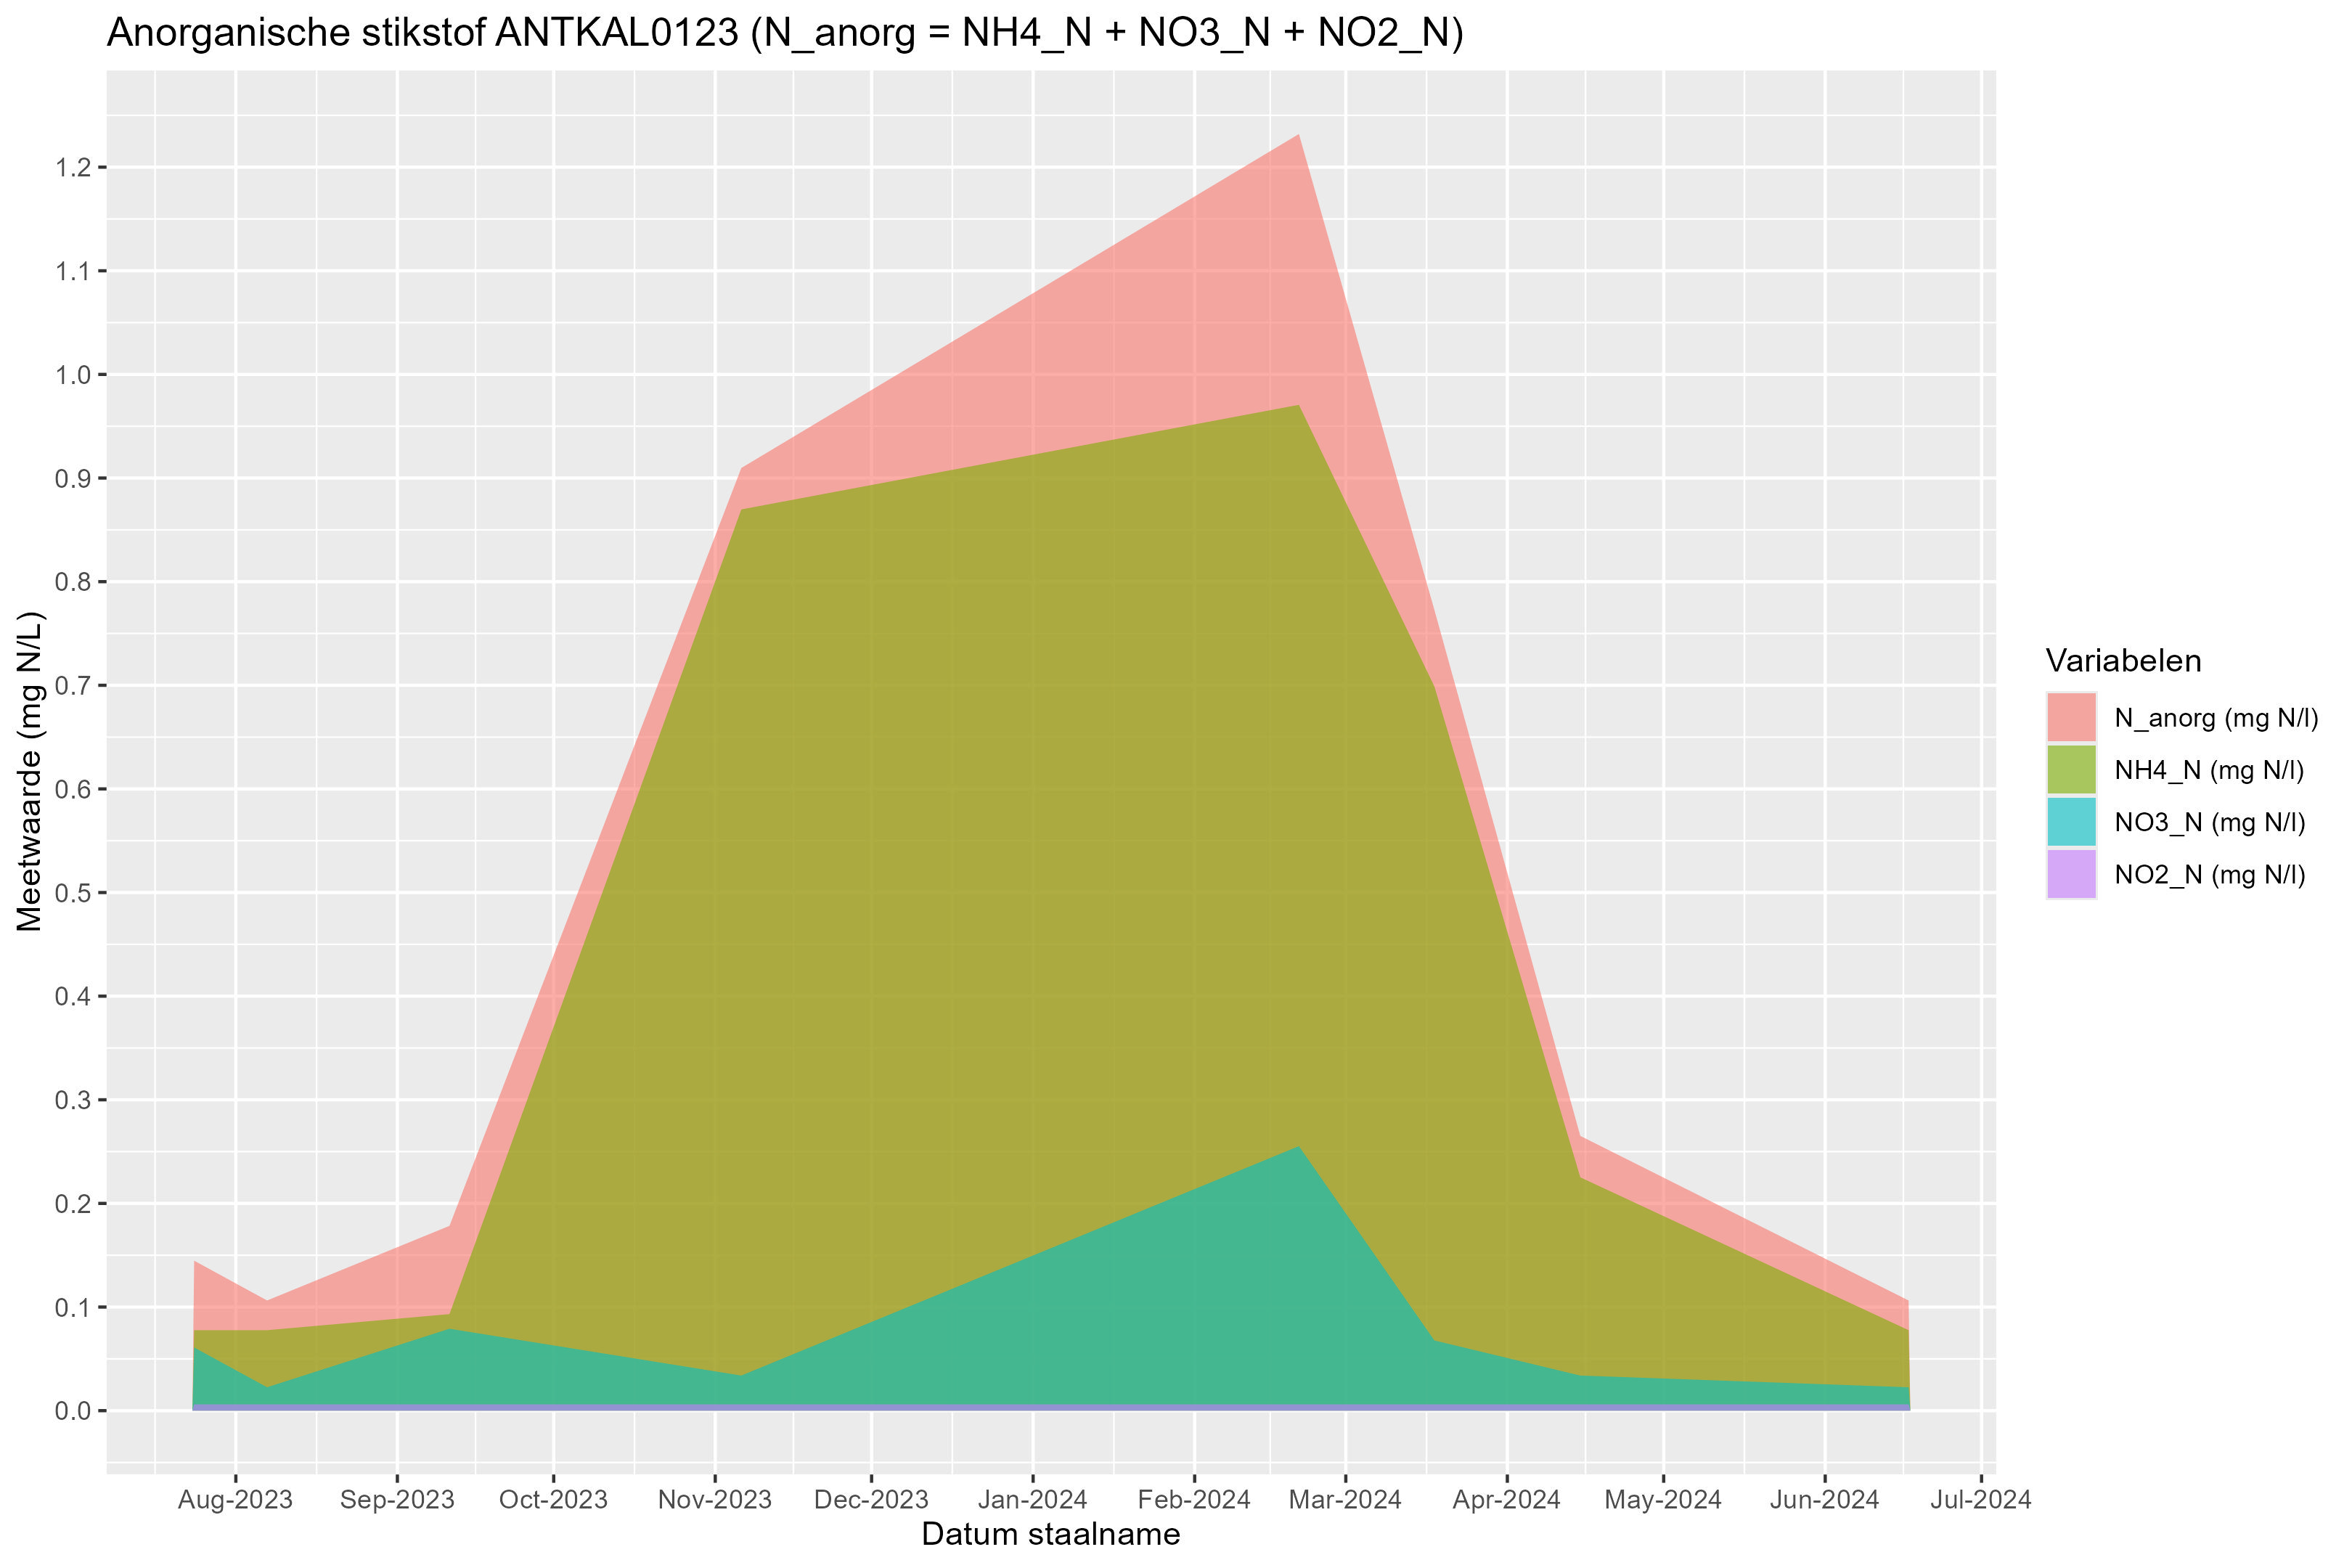 Anorganische stikstof ANTKAL0123 (N_anorg = NH4_N + NO3_N + NO2_N)
Meetwaarde (mg N/L)
1.2
1.1
1.0
0.9
0.8
0.7
0.6
0.5
0.4
0.3
0.2
0.1
0.0
Aug-2023
Sep-2023
Oct-2023
Nov-2023
Dec-2023
Jan-2024
Feb-2024
Mar-2024
Apr-2024
May-2024
Jun-2024
Jul-2024
Datum staalname
Variabelen
N_anorg (mg N/l)
NH4_N (mg N/l)
NO3_N (mg N/l)
NO2_N (mg N/l)